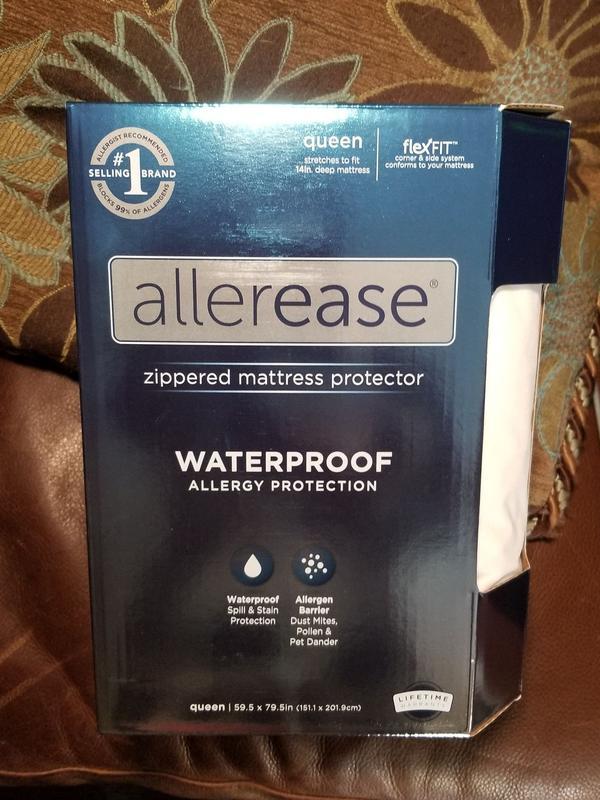 ALLERGIST RECOMMENDED
#1
SELLING BRAND
BLOCKS 99% OF ALLERGENS
queen
stretches to fit
14in. deep mattress
flexFIT™
corner & side system
conforms to your mattress
allerease®
zippered mattress protector
WATERPROOF
ALLERGY PROTECTION
Waterproof
Spill & Stain
Protection
Allergen
Barrier
Dust Mites,
Pollen &
Pet Dander
queen | 59.5 x 79.5in (151.1 x 201.9cm)
LIFETIME
WARRANTY